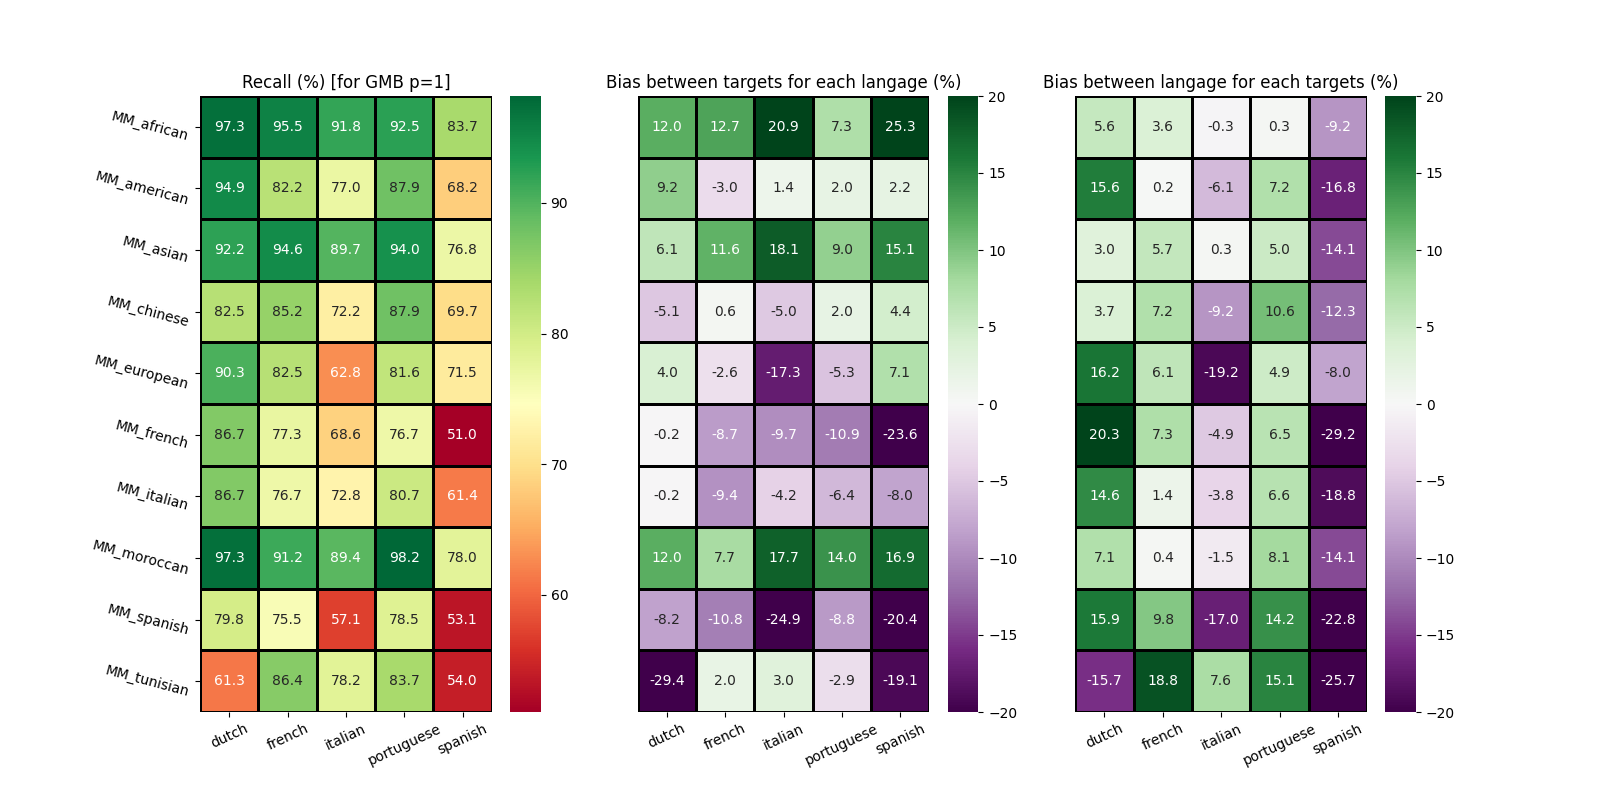 Recall (%) [for GMB p=1]
MM_african 97.3 95.5 91.8 92.5 83.7
MM_american 94.9 82.2 77.0 87.9 68.2
MM_asian 92.2 94.6 89.7 94.0 76.8
MM_chinese 82.5 85.2 72.2 87.9 69.7
MM_european 90.3 82.5 62.8 81.6 71.5
MM_french 86.7 77.3 68.6 76.7 51.0
MM_italian 86.7 76.7 72.8 80.7 61.4
MM_moroccan 97.3 91.2 89.4 98.2 78.0
MM_spanish 79.8 75.5 57.1 78.5 53.1
MM_tunisian 61.3 86.4 78.2 83.7 54.0
dutch french italian portuguese spanish
90
80
70
60
Bias between targets for each langage (%)
12.0 12.7 20.9 7.3 25.3
9.2 -3.0 1.4 2.0 2.2
6.1 11.6 18.1 9.0 15.1
-5.1 0.6 -5.0 2.0 4.4
4.0 -2.6 -17.3 -5.3 7.1
-0.2 -8.7 -9.7 -10.9 -23.6
-0.2 -9.4 -4.2 -6.4 -8.0
12.0 7.7 17.7 14.0 16.9
-8.2 -10.8 -24.9 -8.8 -20.4
-29.4 2.0 3.0 -2.9 -19.1
dutch french italian portuguese spanish
20
15
10
5
0
−5
−10
−15
−20
Bias between langage for each targets (%)
5.6 3.6 -0.3 0.3 -9.2
15.6 0.2 -6.1 7.2 -16.8
3.0 5.7 0.3 5.0 -14.1
3.7 7.2 -9.2 10.6 -12.3
16.2 6.1 -19.2 4.9 -8.0
20.3 7.3 -4.9 6.5 -29.2
14.6 1.4 -3.8 6.6 -18.8
7.1 0.4 -1.5 8.1 -14.1
15.9 9.8 -17.0 14.2 -22.8
-15.7 18.8 7.6 15.1 -25.7
dutch french italian portuguese spanish
20
15
10
5
0
−5
−10
−15
−20